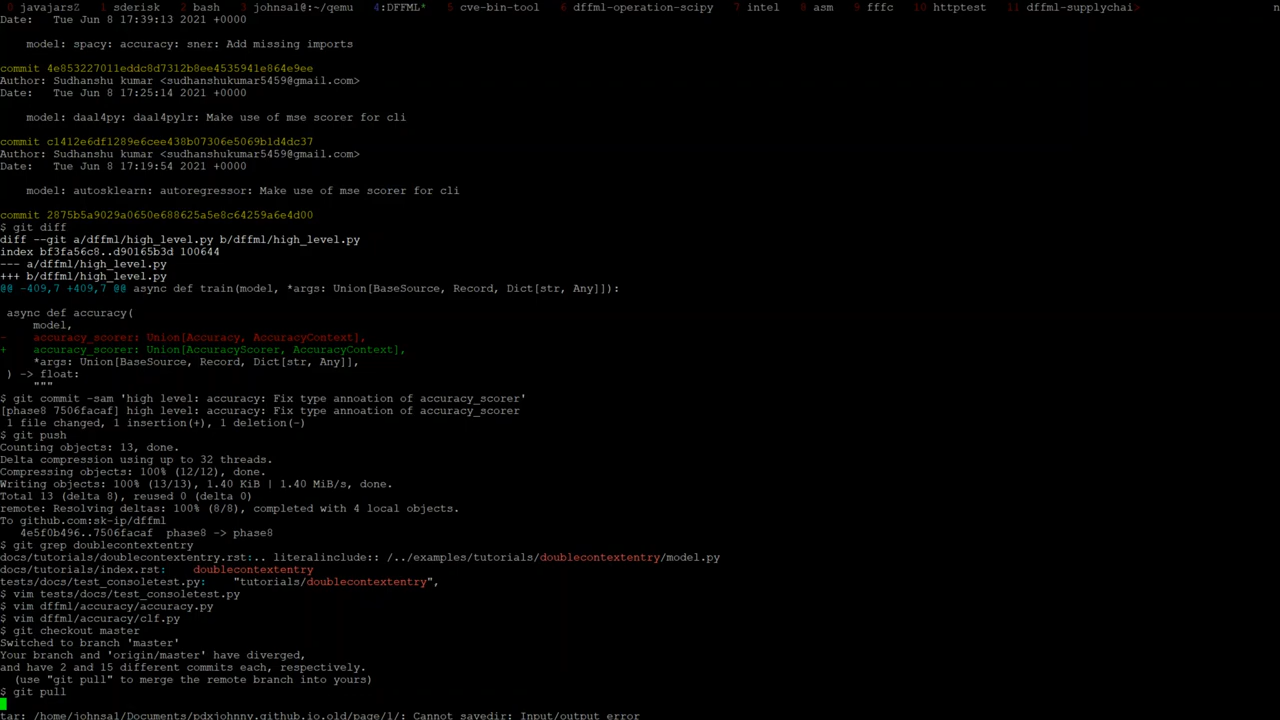 0 javajarsZ 1 sderisk 2 bash 3 johnsal@:~/qemu 4:DFFML* 5 cve-bin-tool 6 dffml-operation-scipy 7 intel 8 asm 9 fffc 10 httptest 11 dffml-supplychai>
Date: Tue Jun 8 17:39:13 2021 +0000
model: spacy: accuracy: sner: Add missing imports
commit 4e853227011eddc8d7312b8ee4535941e864e9ee
Author: Sudhanshu kumar <sudhanshukumar5459@gmail.com>
Date: Tue Jun 8 17:25:14 2021 +0000
model: daal4py: daal4pylr: Make use of mse scorer for cli
commit c1412e6df1289e6cee438b07306e5069b1d4dc37
Author: Sudhanshu kumar <sudhanshukumar5459@gmail.com>
Date: Tue Jun 8 17:19:54 2021 +0000
model: autosklearn: autoregressor: Make use of mse scorer for cli
commit 2875b5a9029a0650e688625a5e8c64259a6e4d00
$ git diff
diff --git a/dffml/high_level.py b/dffml/high_level.py
index bf3fa56c8..d90165b3d 100644
--- a/dffml/high_level.py
+++ b/dffml/high_level.py
@@ -409,7 +409,7 @@ async def train(model, *args: Union[BaseSource, Record, Dict[str, Any]]):
async def accuracy(
model,
- accuracy_scorer: Union[Accuracy, AccuracyContext],
+ accuracy_scorer: Union[AccuracyScorer, AccuracyContext],
*args: Union[BaseSource, Record, Dict[str, Any]],
) -> float:
"""
$ git commit -sam 'high level: accuracy: Fix type annoation of accuracy_scorer'
[phase8 7506facaf] high level: accuracy: Fix type annoation of accuracy_scorer
1 file changed, 1 insertion(+), 1 deletion(-)
$ git push
Counting objects: 13, done.
Delta compression using up to 32 threads.
Compressing objects: 100% (12/12), done.
Writing objects: 100% (13/13), 1.40 KiB | 1.40 MiB/s, done.
Total 13 (delta 8), reused 0 (delta 0)
remote: Resolving deltas: 100% (8/8), completed with 4 local objects.
To github.com:sk-ip/dffml
4e5f0b496..7506facaf phase8 -> phase8
$ git grep doublecontextentry
docs/tutorials/doublecontextentry.rst:.. literalinclude:: /../examples/tutorials/doublecontextentry/model.py
docs/tutorials/index.rst: doublecontextentry
tests/docs/test_consoletest.py: "tutorials/doublecontextentry",
$ vim tests/docs/test_consoletest.py
$ vim dffml/accuracy/accuracy.py
$ vim dffml/accuracy/clf.py
$ git checkout master
Switched to branch 'master'
Your branch and 'origin/master' have diverged,
and have 2 and 15 different commits each, respectively.
(use "git pull" to merge the remote branch into yours)
$ git pull
tar: /home/johnsal/Documents/pdxjohnny.github.io.old/page/1/: Cannot savedir: Input/output error